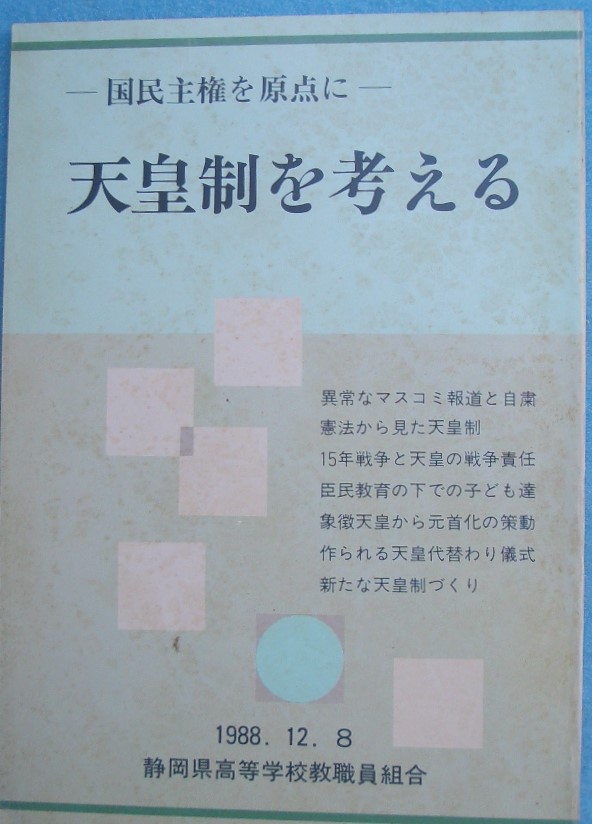 ―国民主権を原点に―
天皇制を考える
異常なマスコミ報道と自粛
憲法から見た天皇制
15年戦争と天皇の戦争責任
臣民教育の下での子ども達
象徴天皇から元首化の策動
作られる天皇代替わり儀式
新たな天皇制づくり
1988. 12. 8
静岡県高等学校教職員組合